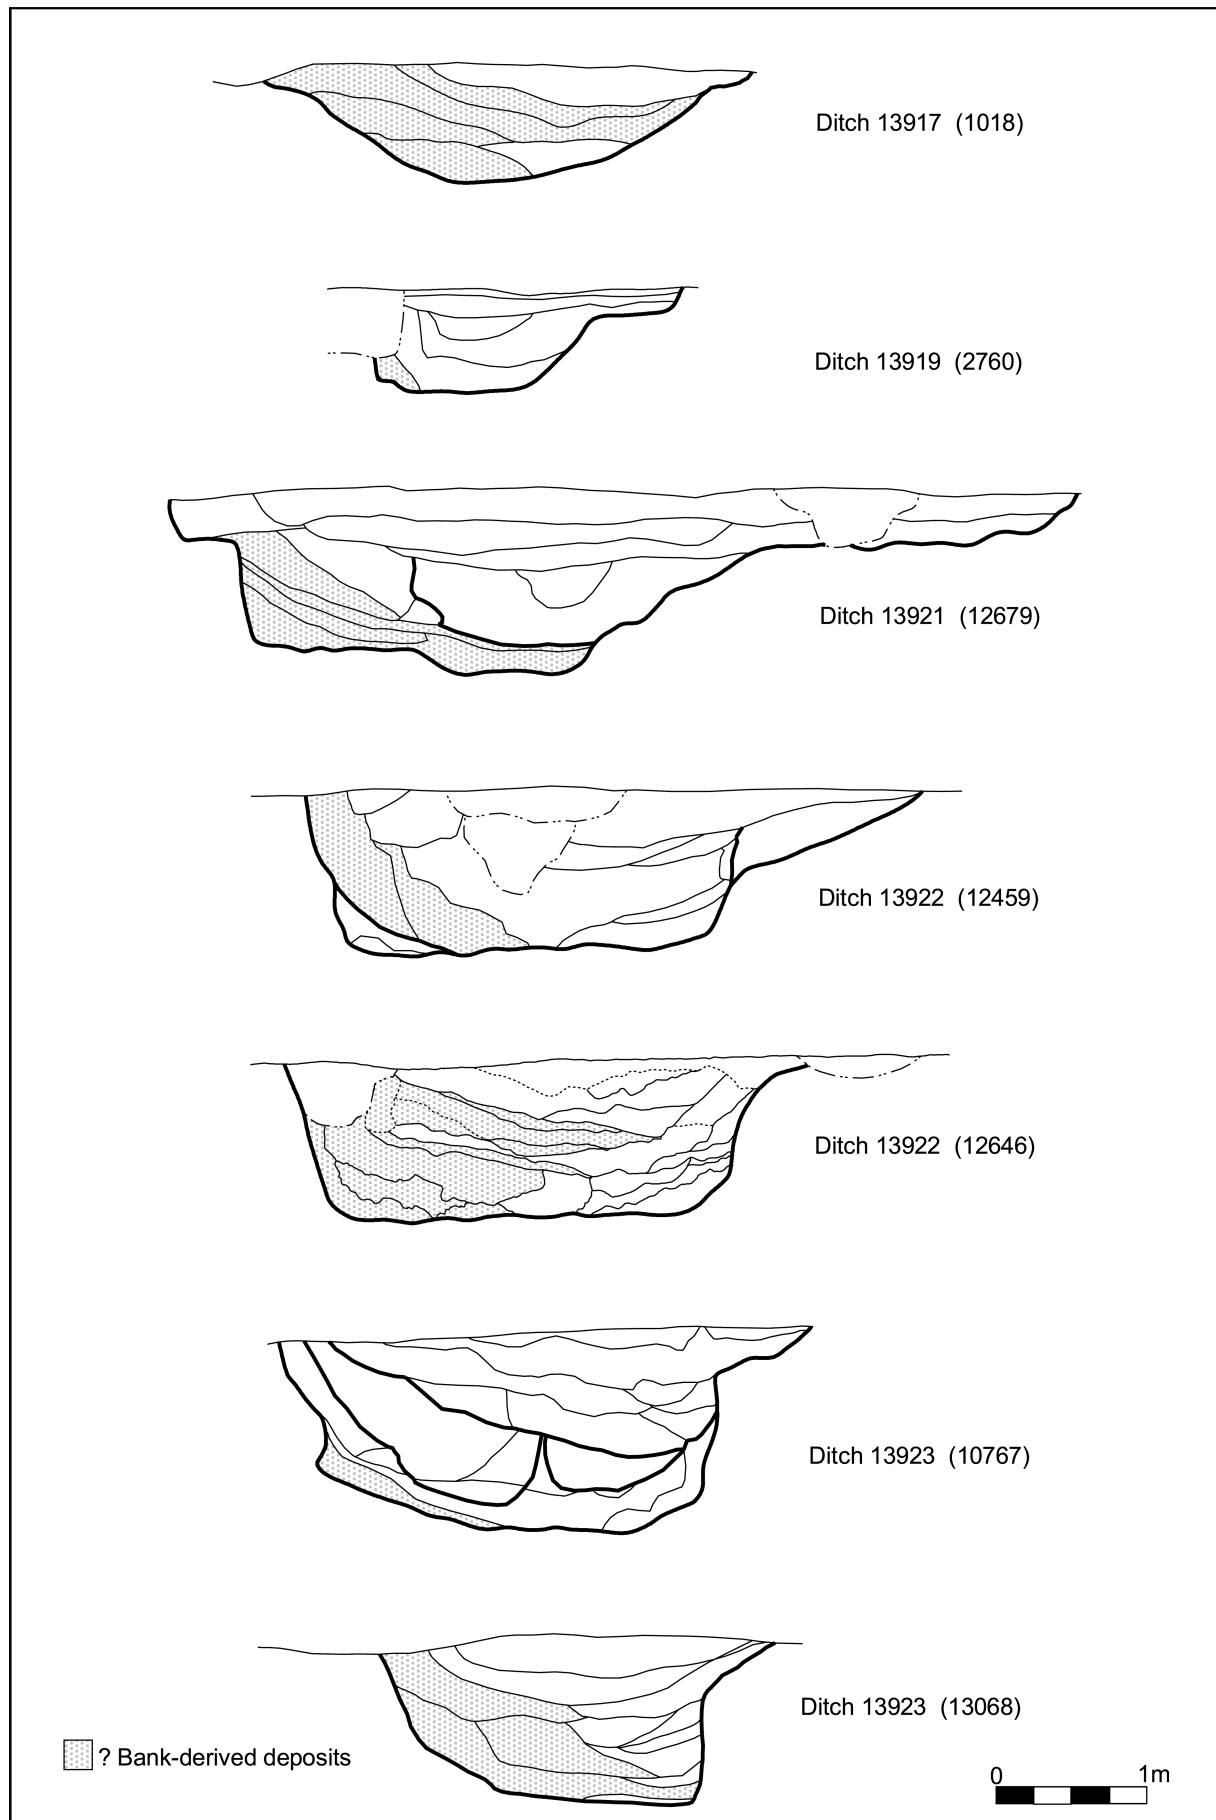 Ditch 13917 (1018)
Ditch 13919 (2760)
Ditch 13921 (12679)
Ditch 13922 (12459)
Ditch 13922 (12646)
Ditch 13923 (10767)
Ditch 13923 (13068)
? Bank-derived deposits
0 1m